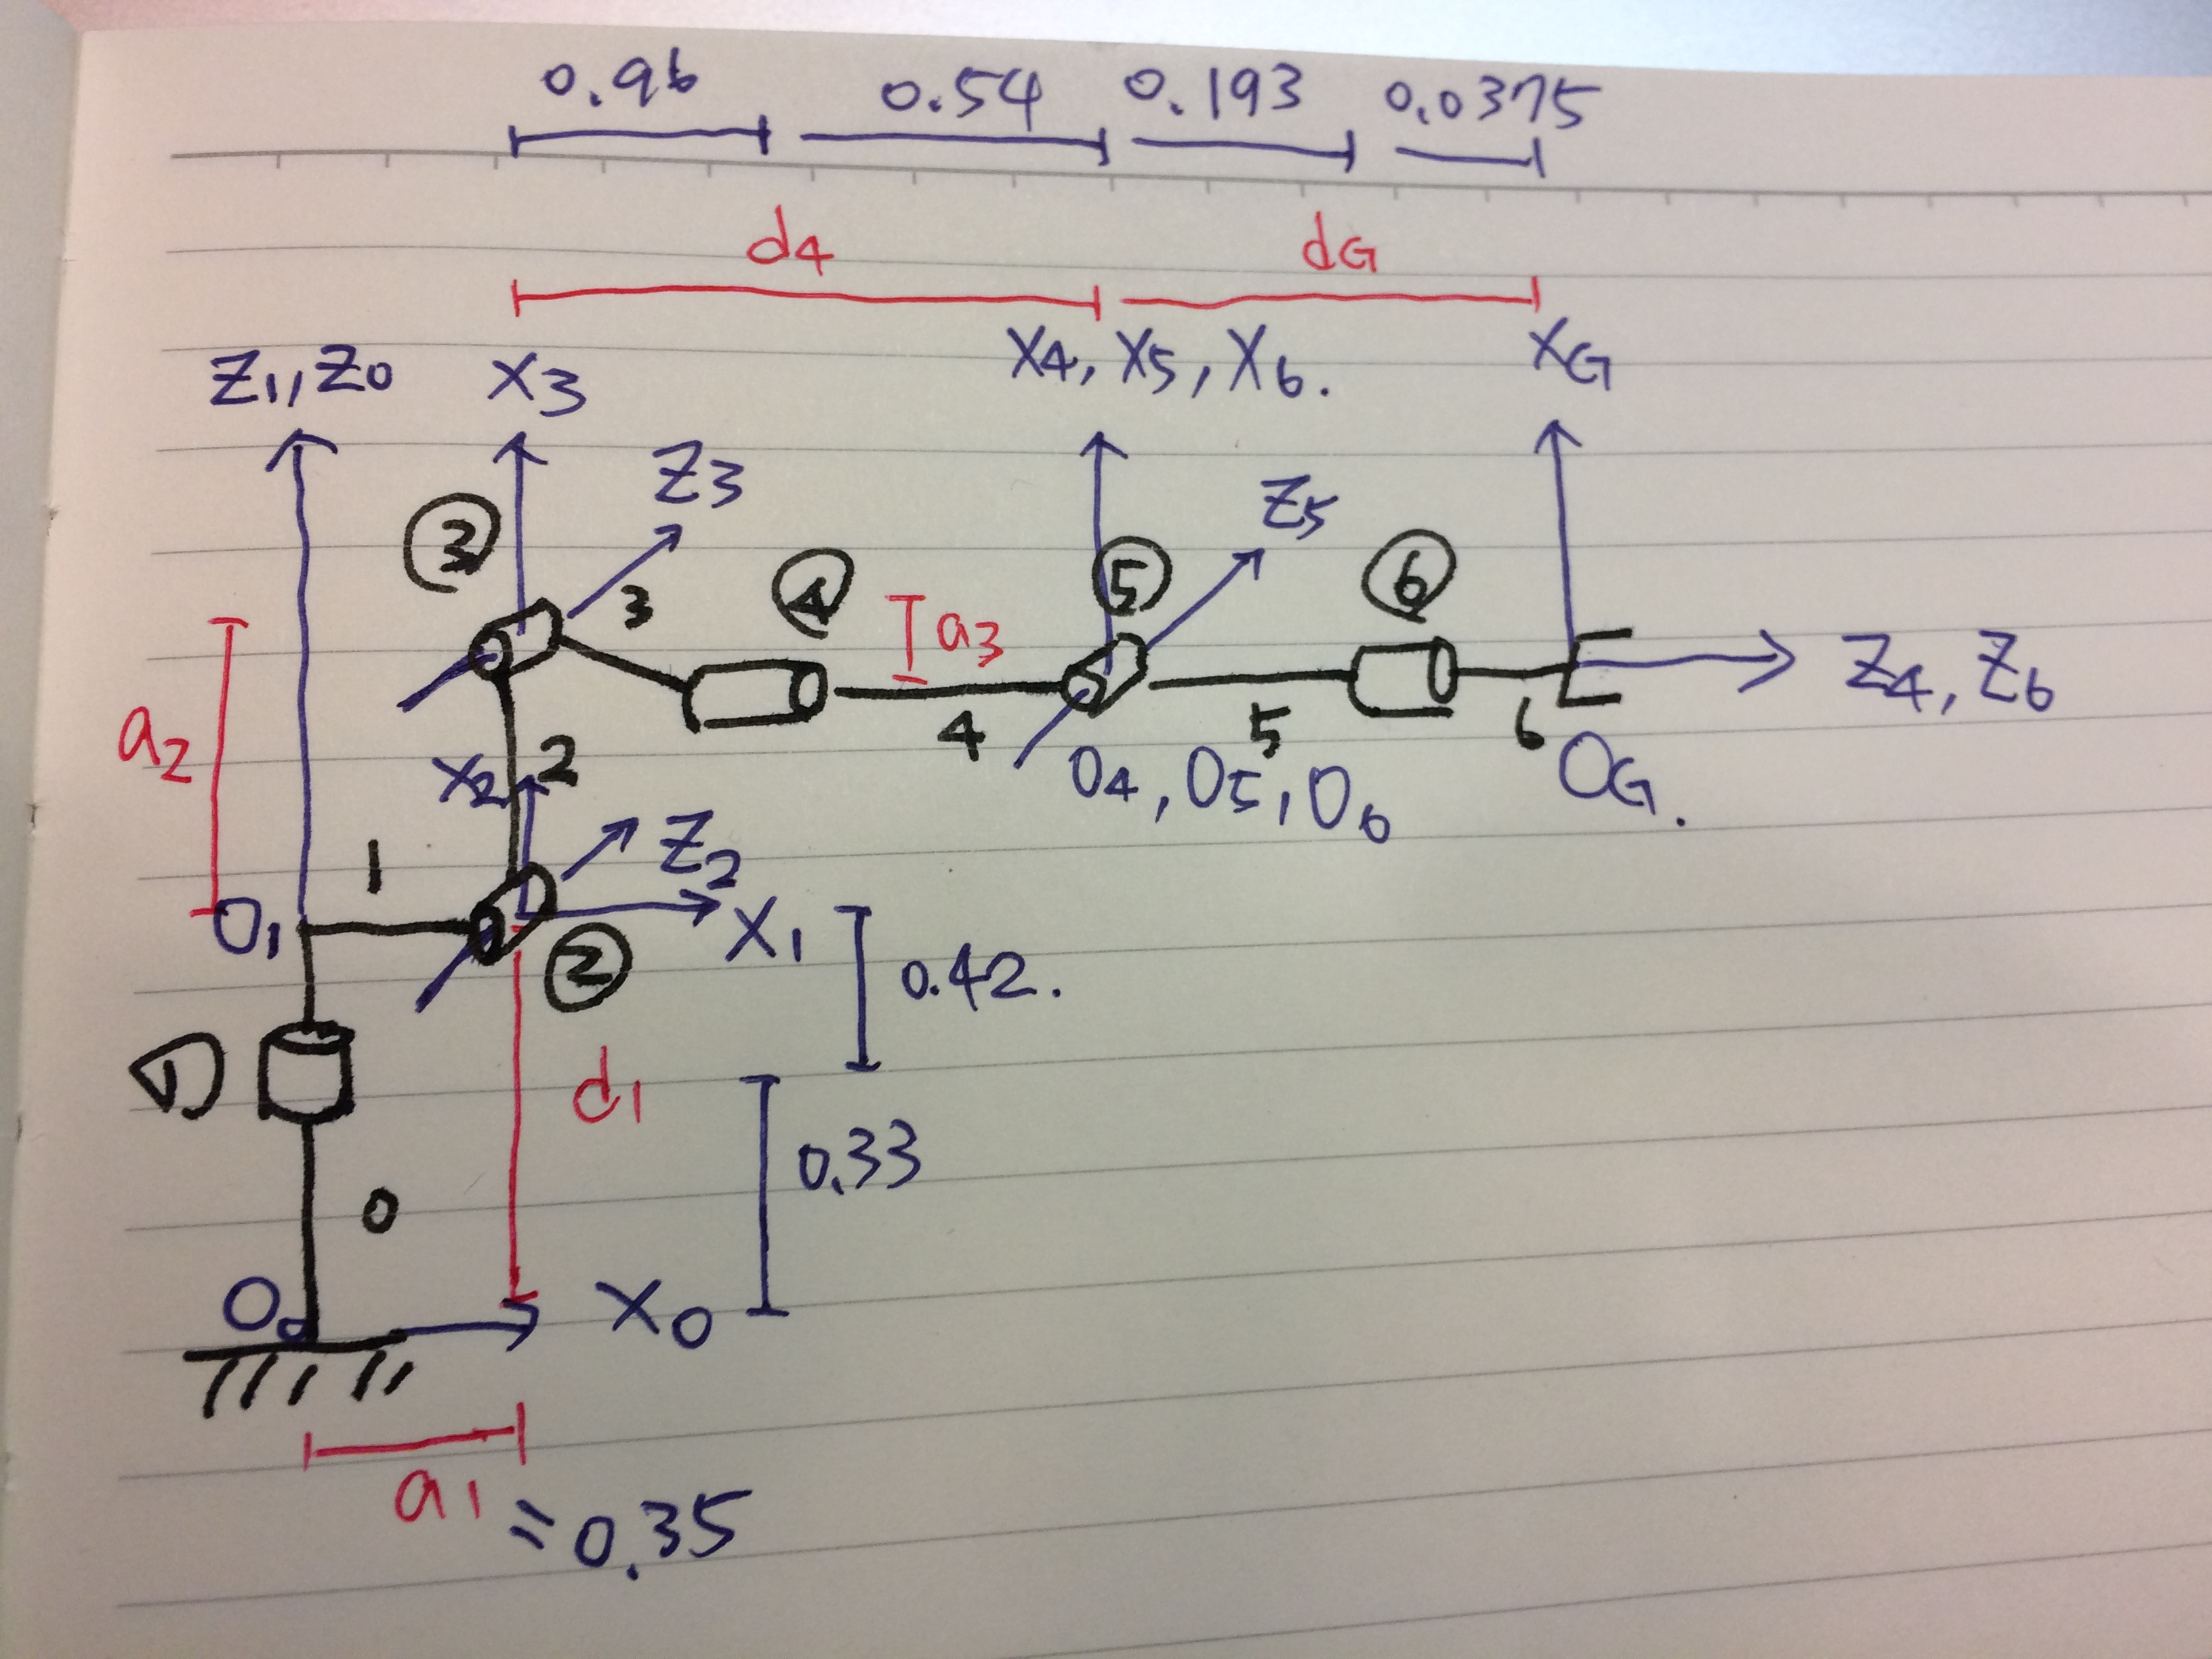 0.96 0.54 0.193 0.0375
d4 dG
Z1, Z0 X3 X4, X5, X6. XG
Z3 Z5
③ 3 ④ a3 ⑤ ⑥
Z4, Z6
4 5 6
a2 X2 2 O4, O5, O6 OG.
1 Z2
O1 X1
② 0.42.
① d1
0.33
0
O0 X0
a1 = 0.35